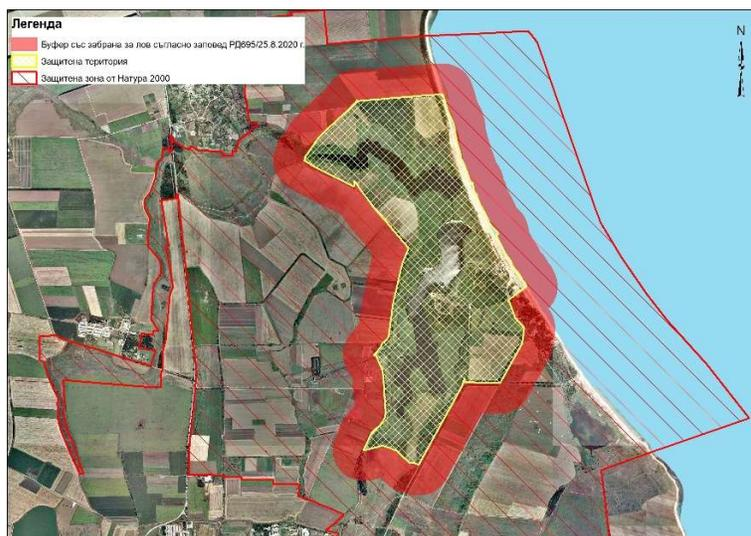 Легенда
Буфер със забрана за лов съгласно заповед РД695/25.8.2020 г.
Защитена територия
Защитена зона от Натура 2000
N